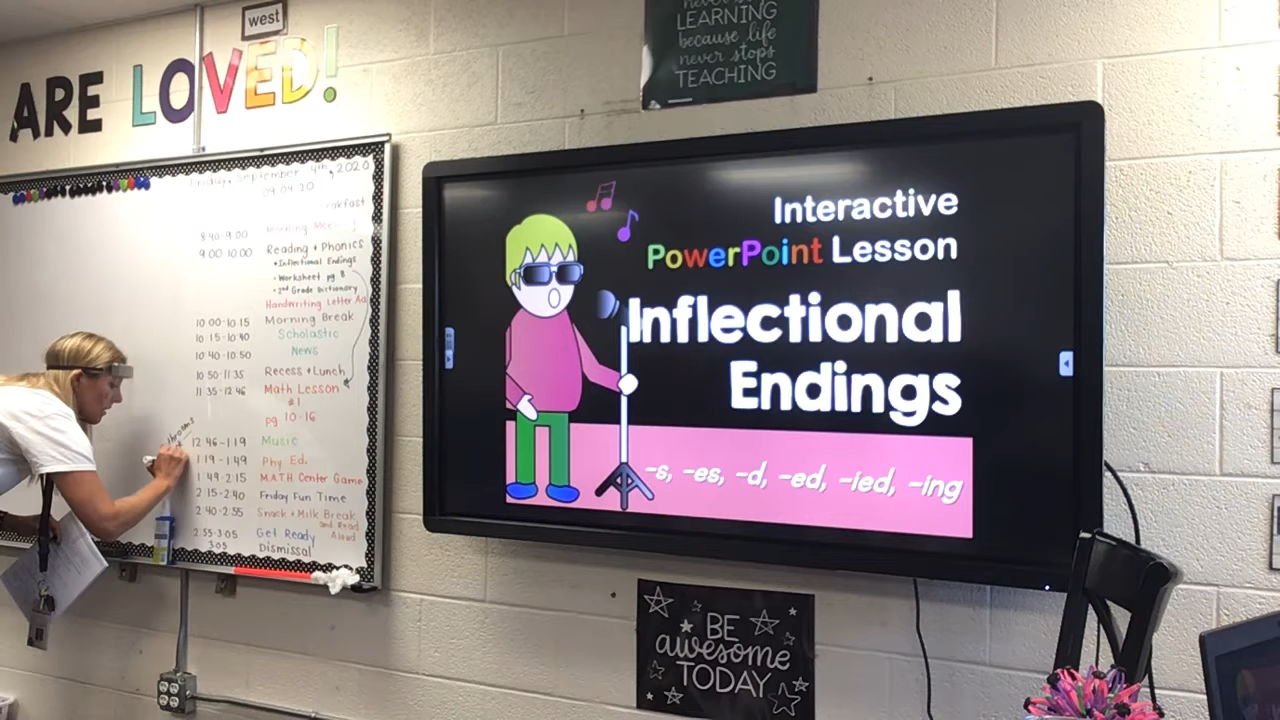 west
ARE LOVED!
never stop
LEARNING
because life
never stops
TEACHING
Friday, September 4th, 2020
09.04.20
akfast
8:40-9:00 Morning Mee
9:00-10:00 Reading + Phonics
• Inflectional Endings
• Worksheet pg 8
• 2nd Grade Dictionary
Handwriting Letter Aa
10:00-10:15 Morning Break
10:15-10:40 Scholastic
10:40-10:50 News
10:50-11:35 Recess + Lunch
11:35-12:46 Math Lesson
#1
pg 10-16
12:46-1:19 Music
1:19-1:49 Phy Ed.
1:49-2:15 M.A.T.H Center Game
2:15-2:40 Friday Fun Time
2:40-2:55 Snack + Milk Break
and Read
Aloud
2:55-3:05 Get Ready
3:05 Dismissal
Interactive
PowerPoint Lesson
Inflectional
Endings
-s, -es, -d, -ed, -ied, -ing
BE
awesome
TODAY